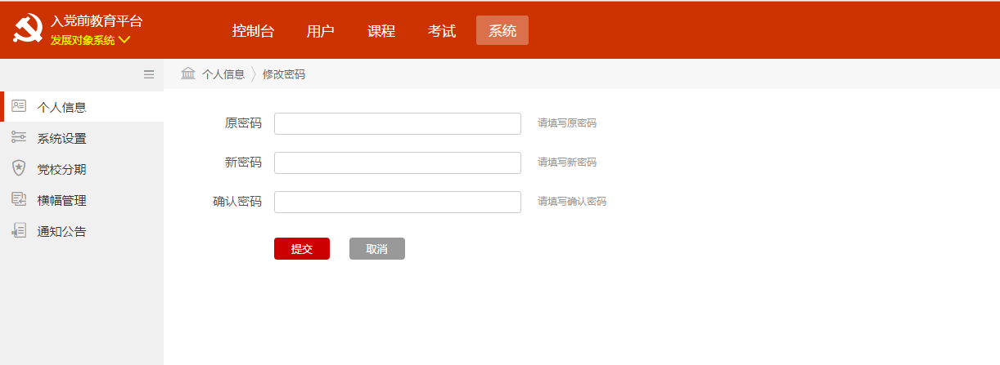 入党前教育平台
发展对象系统
控制台 用户 课程 考试 系统
个人信息 修改密码
个人信息
系统设置
党校分期
横幅管理
通知公告
原密码 请填写原密码
新密码 请填写新密码
确认密码 请填写确认密码
提交 取消